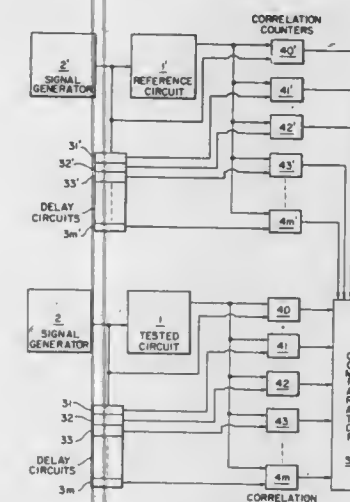 CORRELATION
COUNTERS
2'
SIGNAL
GENERATOR
1'
REFERENCE
CIRCUIT
40'
41'
42'
43'
4m'
31'
32'
33'
DELAY
CIRCUITS
3m'
2
SIGNAL
GENERATOR
1
TESTED
CIRCUIT
40
41
42
43
4m
31
32
33
DELAY
CIRCUITS
3m
CORRELATION